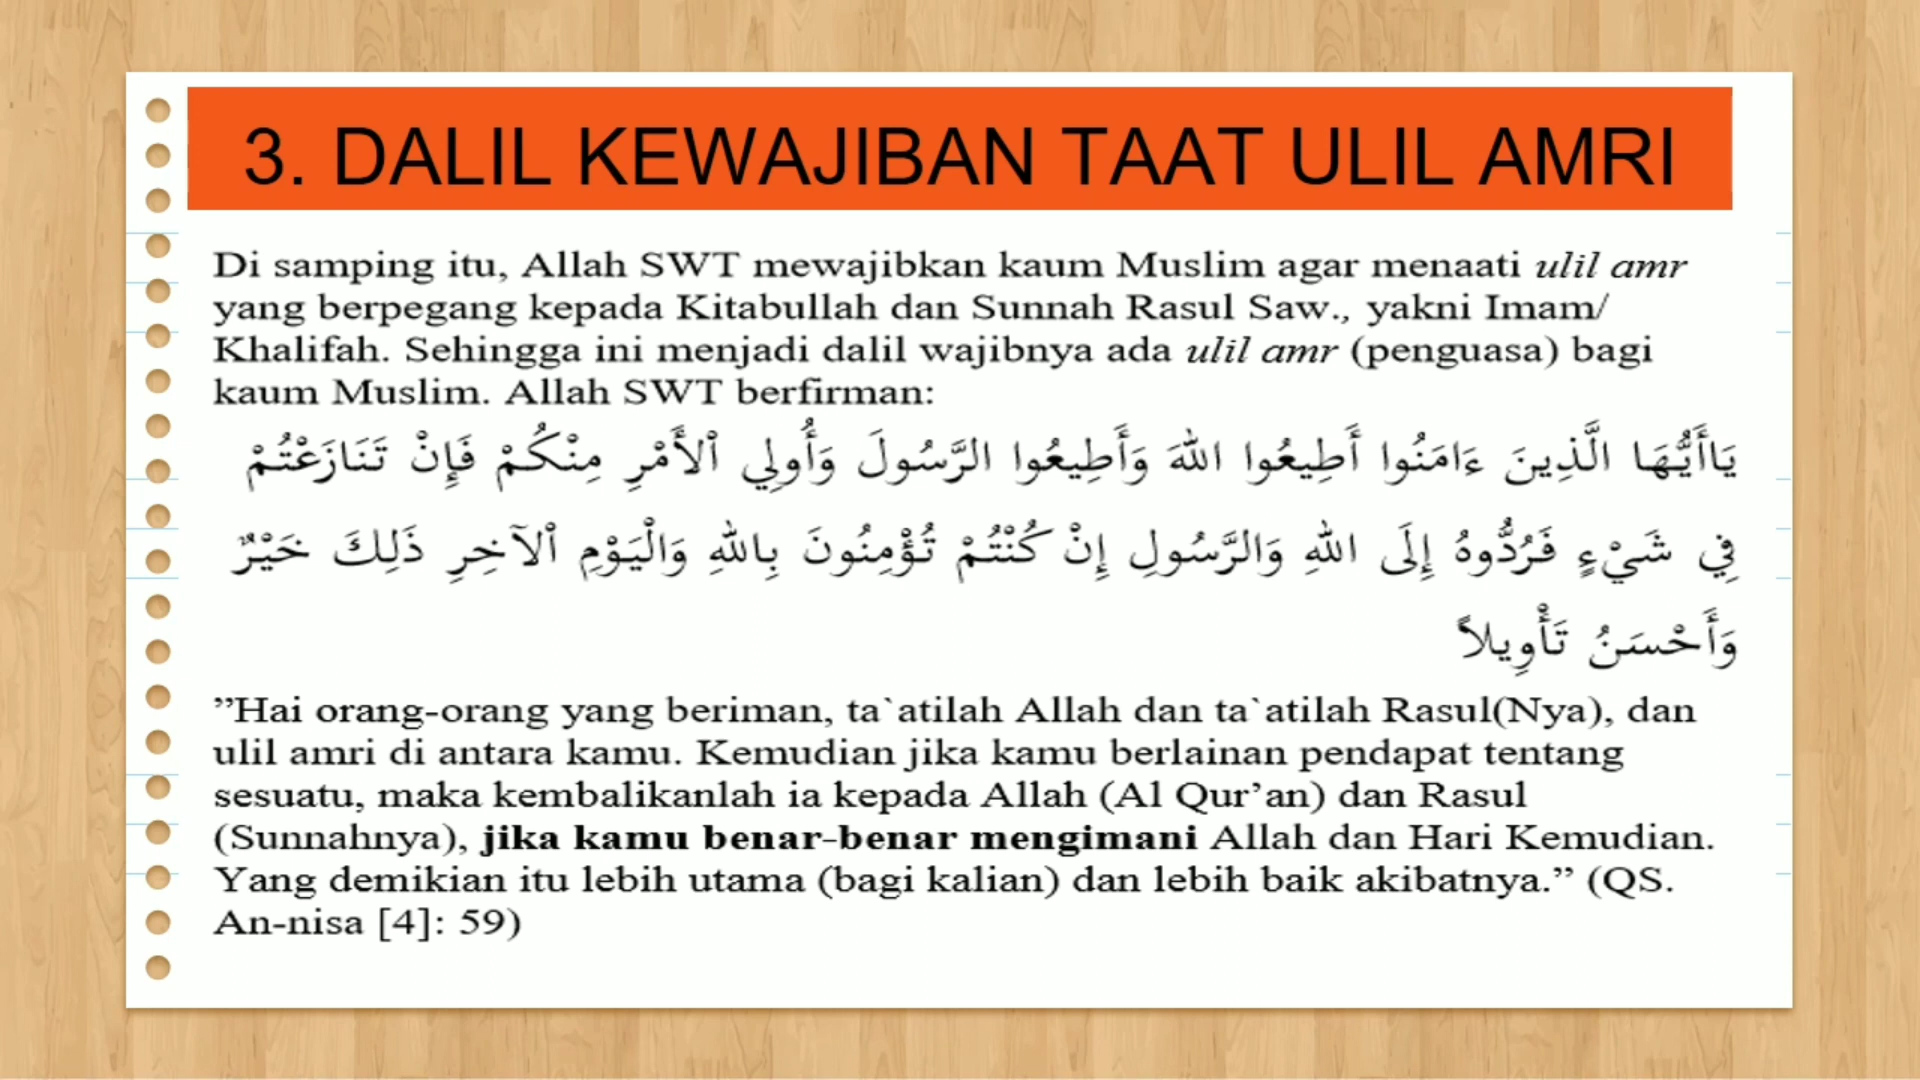 3. DALIL KEWAJIBAN TAAT ULIL AMRI
Di samping itu, Allah SWT mewajibkan kaum Muslim agar menaati ulil amr
yang berpegang kepada Kitabullah dan Sunnah Rasul Saw., yakni Imam/
Khalifah. Sehingga ini menjadi dalil wajibnya ada ulil amr (penguasa) bagi
kaum Muslim. Allah SWT berfirman:
يَاأَيُّهَا الَّذِينَ ءَامَنُوا أَطِيعُوا اللهَ وَأَطِيعُوا الرَّسُولَ وَأُولِي ٱلأَمْرِ مِنْكُمْ فَإِنْ تَنَازَعْتُمْ
فِي شَيْءٍ فَرُدُّوهُ إِلَى اللهِ وَالرَّسُولِ إِنْ كُنْتُمْ تُؤْمِنُونَ بِاللهِ وَالْيَوْمِ ٱلآخِرِ ذَلِكَ خَيْرٌ
وَأَحْسَنُ تَأْوِيلاً
”Hai orang-orang yang beriman, ta`atilah Allah dan ta`atilah Rasul(Nya), dan
ulil amri di antara kamu. Kemudian jika kamu berlainan pendapat tentang
sesuatu, maka kembalikanlah ia kepada Allah (Al Qur’an) dan Rasul
(Sunnahnya), jika kamu benar-benar mengimani Allah dan Hari Kemudian.
Yang demikian itu lebih utama (bagi kalian) dan lebih baik akibatnya.” (QS.
An-nisa [4]: 59)